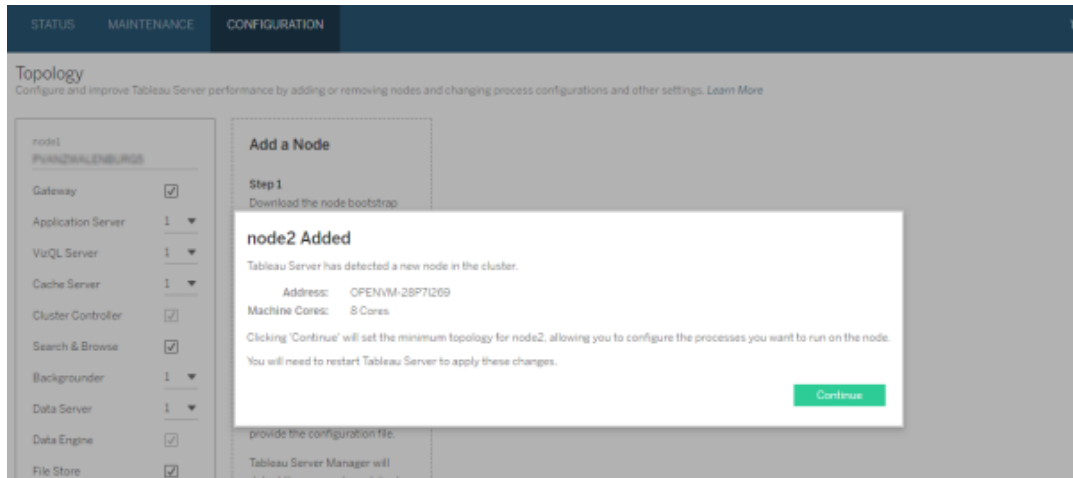 STATUS MAINTENANCE CONFIGURATION
Topology
Configure and improve Tableau Server performance by adding or removing nodes and changing process configurations and other settings. Learn More
node1
Gateway
Application Server 1
VizQL Server 1
Cache Server 1
Cluster Controller
Search & Browse
Backgrounder 1
Data Server 1
Data Engine
File Store
Add a Node
Step 1
Download the node bootstrap
node2 Added
Tableau Server has detected a new node in the cluster.
Address: OPENVM-28P7I269
Machine Cores: 8 Cores
Clicking 'Continue' will set the minimum topology for node2, allowing you to configure the processes you want to run on the node.
You will need to restart Tableau Server to apply these changes.
Continue
provide the configuration file.
Tableau Server Manager will